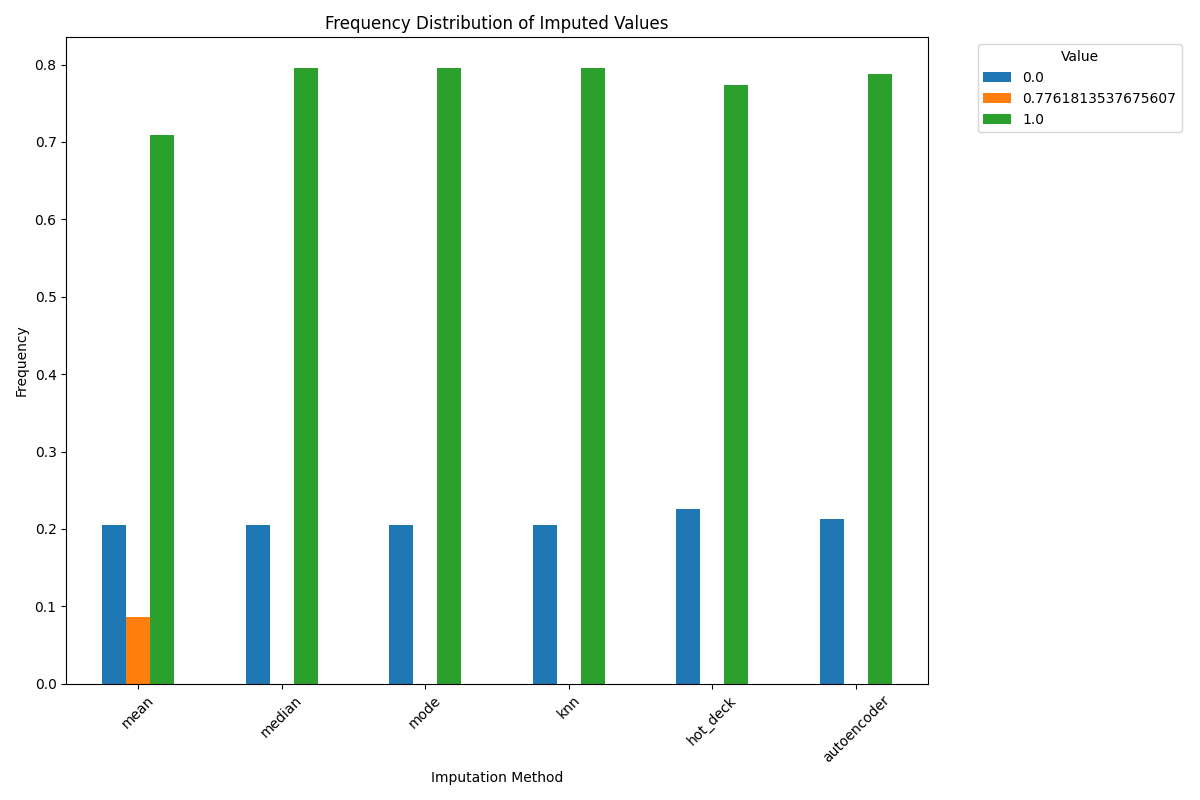 Frequency Distribution of Imputed Values
Value
0.0
0.7761813537675607
1.0
Frequency
0.8
0.7
0.6
0.5
0.4
0.3
0.2
0.1
0.0
mean
median
mode
knn
hot_deck
autoencoder
Imputation Method